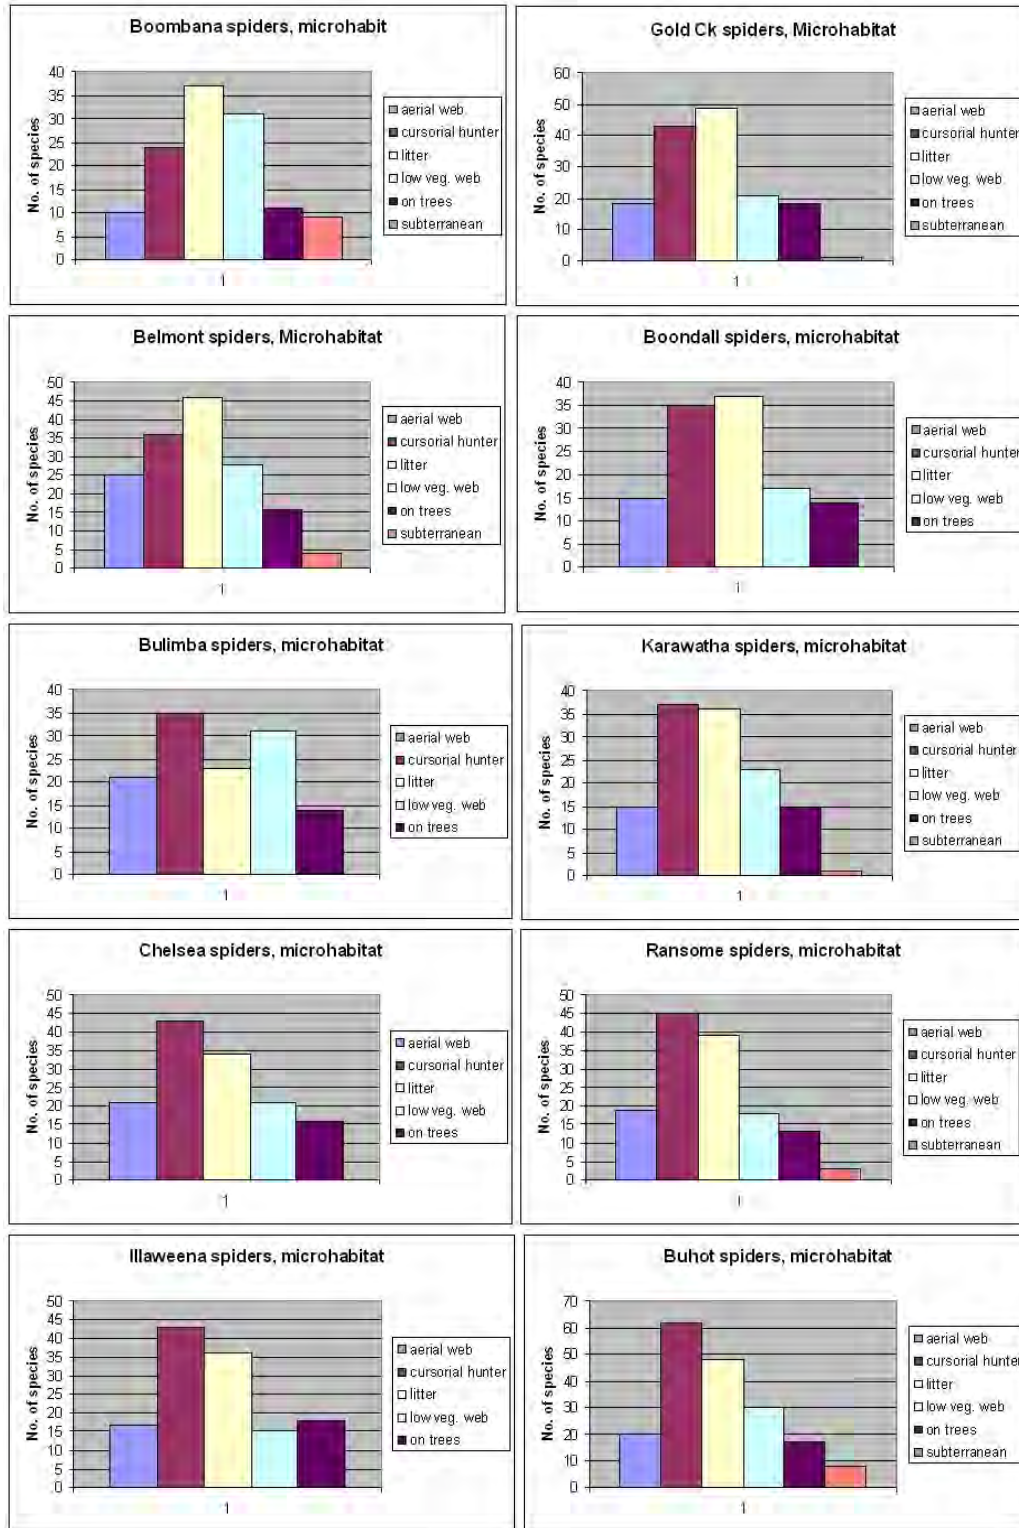 Boombana spiders, microhabit
No. of species
40
35
30
25
20
15
10
5
0
1
aerial web
cursorial hunter
litter
low veg. web
on trees
subterranean
Gold Ck spiders, Microhabitat
No. of species
60
50
40
30
20
10
0
1
aerial web
cursorial hunter
litter
low veg. web
on trees
subterranean
Belmont spiders, Microhabitat
No. of species
50
45
40
35
30
25
20
15
10
5
0
1
aerial web
cursorial hunter
litter
low veg. web
on trees
subterranean
Boondall spiders, microhabitat
No. of species
40
35
30
25
20
15
10
5
0
1
aerial web
cursorial hunter
litter
low veg. web
on trees
Bulimba spiders, microhabitat
No. of species
40
35
30
25
20
15
10
5
0
1
aerial web
cursorial hunter
litter
low veg. web
on trees
Karawatha spiders, microhabitat
No. of species
40
35
30
25
20
15
10
5
0
1
aerial web
cursorial hunter
litter
low veg. web
on trees
subterranean
Chelsea spiders, microhabitat
No. of species
50
45
40
35
30
25
20
15
10
5
0
1
aerial web
cursorial hunter
litter
low veg. web
on trees
Ransome spiders, microhabitat
No. of species
50
45
40
35
30
25
20
15
10
5
0
1
aerial web
cursorial hunter
litter
low veg. web
on trees
subterranean
Illaweena spiders, microhabitat
No. of species
50
45
40
35
30
25
20
15
10
5
0
1
aerial web
cursorial hunter
litter
low veg. web
on trees
Buhot spiders, microhabitat
No. of species
70
60
50
40
30
20
10
0
1
aerial web
cursorial hunter
litter
low veg. web
on trees
subterranean